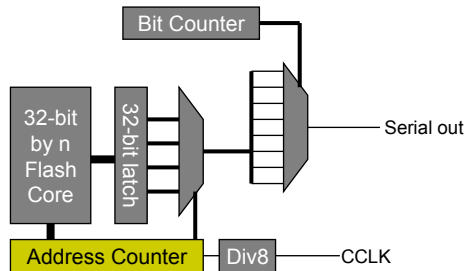 Bit Counter
32-bit
by n
Flash
Core
32-bit latch
Serial out
Address Counter
Div8
CCLK